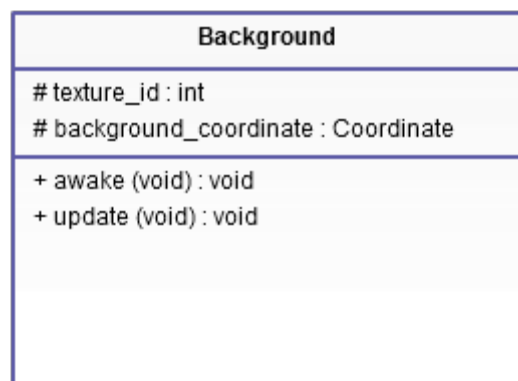 Background
# texture_id : int
# background_coordinate : Coordinate
+ awake (void) : void
+ update (void) : void